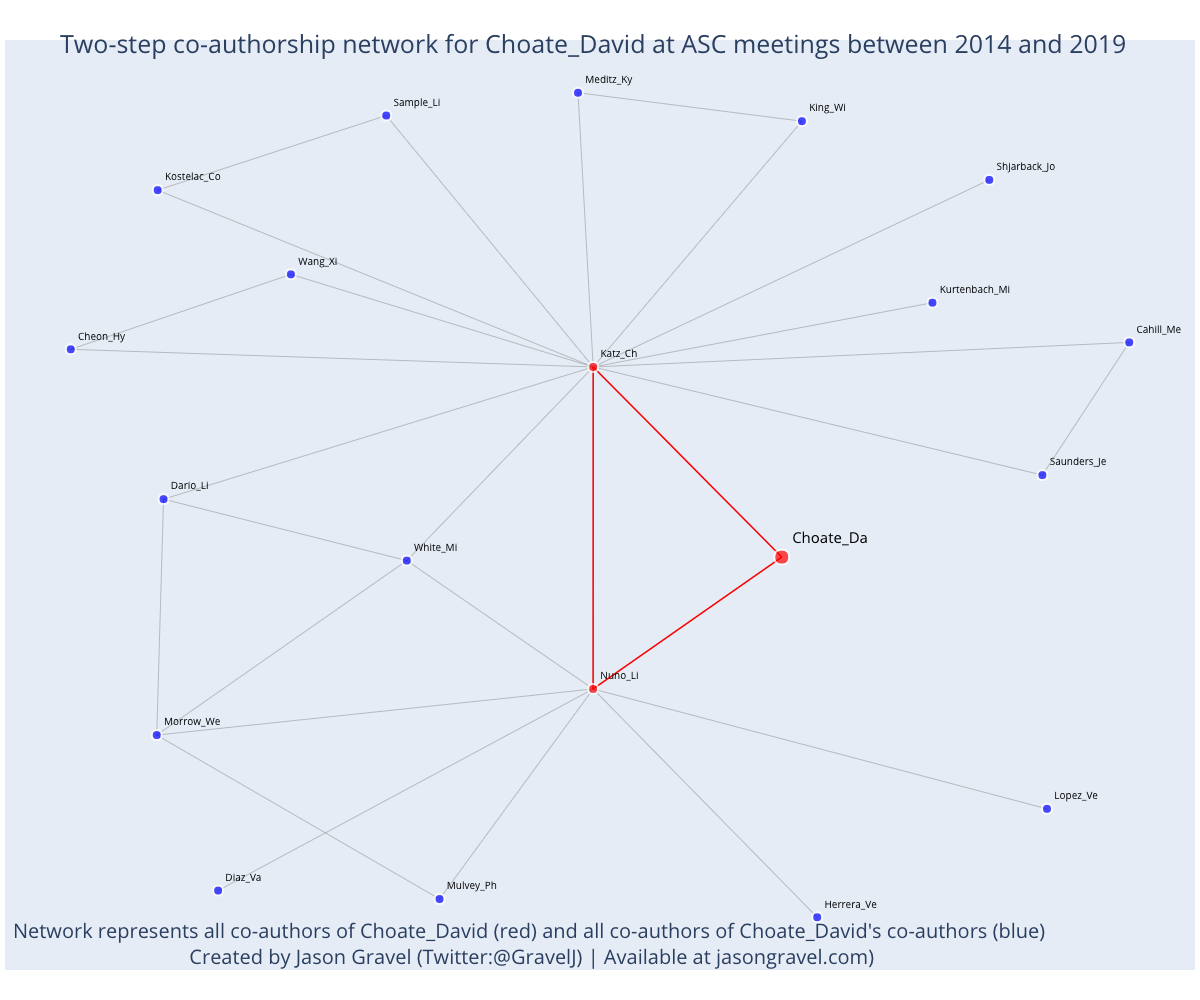 Two-step co-authorship network for Choate_David at ASC meetings between 2014 and 2019
Meditz_Ky
Sample_Li
King_Wi
Shjarback_Jo
Kostelac_Co
Wang_Xi
Kurtenbach_Mi
Cheon_Hy
Cahill_Me
Katz_Ch
Saunders_Je
Dario_Li
Choate_Da
White_Mi
Nuno_Li
Morrow_We
Lopez_Ve
Diaz_Va
Mulvey_Ph
Herrera_Ve
Network represents all co-authors of Choate_David (red) and all co-authors of Choate_David's co-authors (blue)
Created by Jason Gravel (Twitter:@GravelJ) | Available at jasongravel.com)